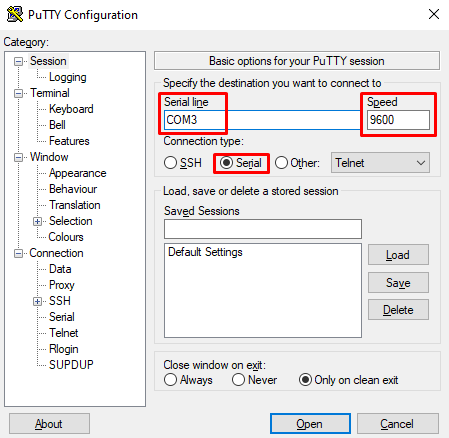 PuTTY Configuration
Category:
Session
Logging
Terminal
Keyboard
Bell
Features
Window
Appearance
Behaviour
Translation
Selection
Colours
Connection
Data
Proxy
SSH
Serial
Telnet
Rlogin
SUPDUP
Basic options for your PuTTY session
Specify the destination you want to connect to
Serial line Speed
COM3 9600
Connection type:
SSH Serial Other: Telnet
Load, save or delete a stored session
Saved Sessions
Default Settings
Load
Save
Delete
Close window on exit:
Always Never Only on clean exit
About Open Cancel